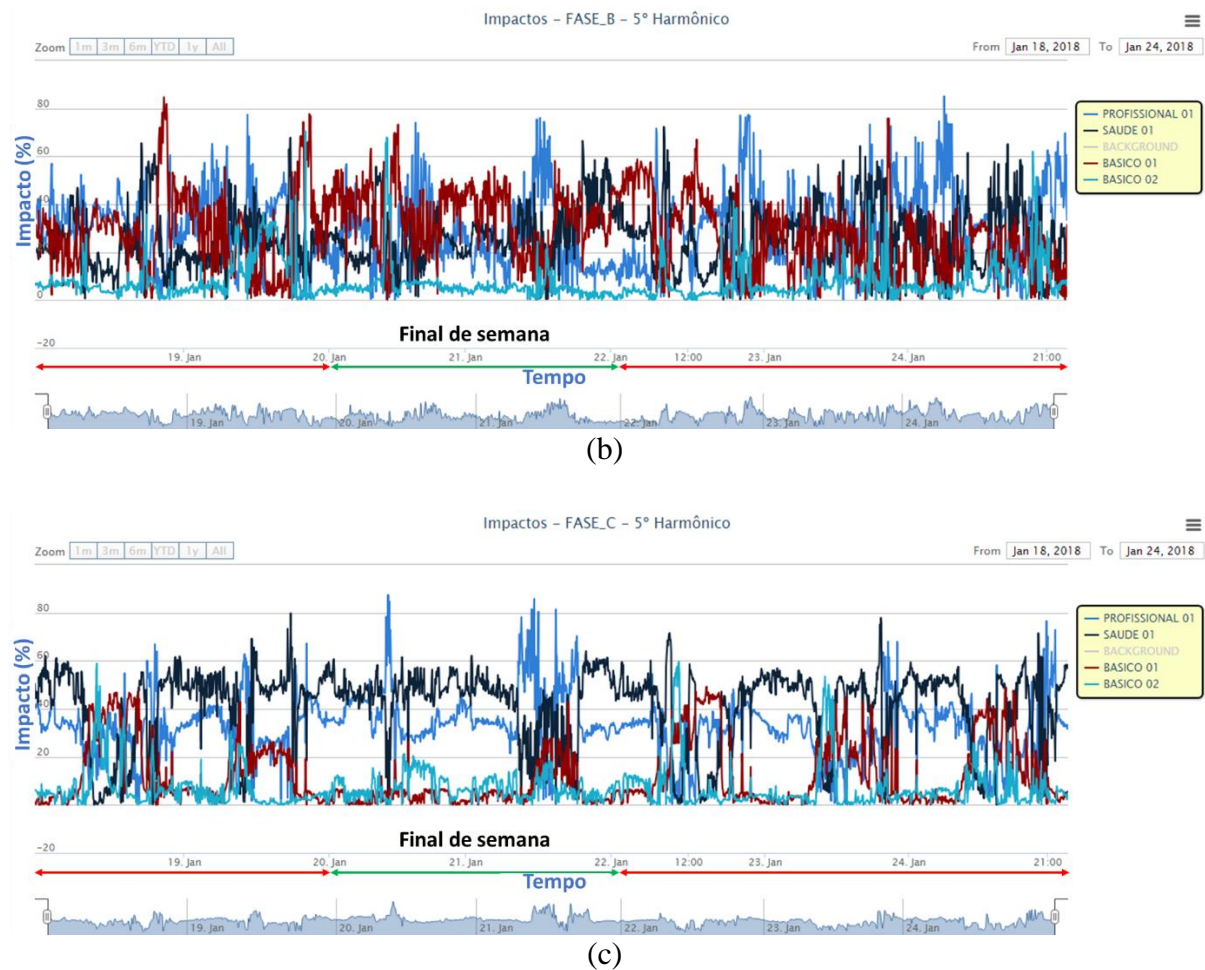 Impactos – FASE_B – 5° Harmônico
Zoom 1m 3m 6m YTD 1y All From Jan 18, 2018 To Jan 24, 2018
80
60
40
20
0
-20
Impacto (%)
PROFISSIONAL 01
SAUDE 01
BACKGROUND
BASICO 01
BASICO 02
Final de semana
19. Jan 20. Jan 21. Jan 22. Jan 12:00 23. Jan 24. Jan 21:00
Tempo
19. Jan 20. Jan 21. Jan 22. Jan 23. Jan 24. Jan
(b)
Impactos – FASE_C – 5° Harmônico
Zoom 1m 3m 6m YTD 1y All From Jan 18, 2018 To Jan 24, 2018
80
60
40
20
-20
Impacto (%)
PROFISSIONAL 01
SAUDE 01
BACKGROUND
BASICO 01
BASICO 02
Final de semana
19. Jan 20. Jan 21. Jan 22. Jan 12:00 23. Jan 24. Jan 21:00
Tempo
19. Jan 20. Jan 21. Jan 22. Jan 23. Jan 24. Jan
(c)